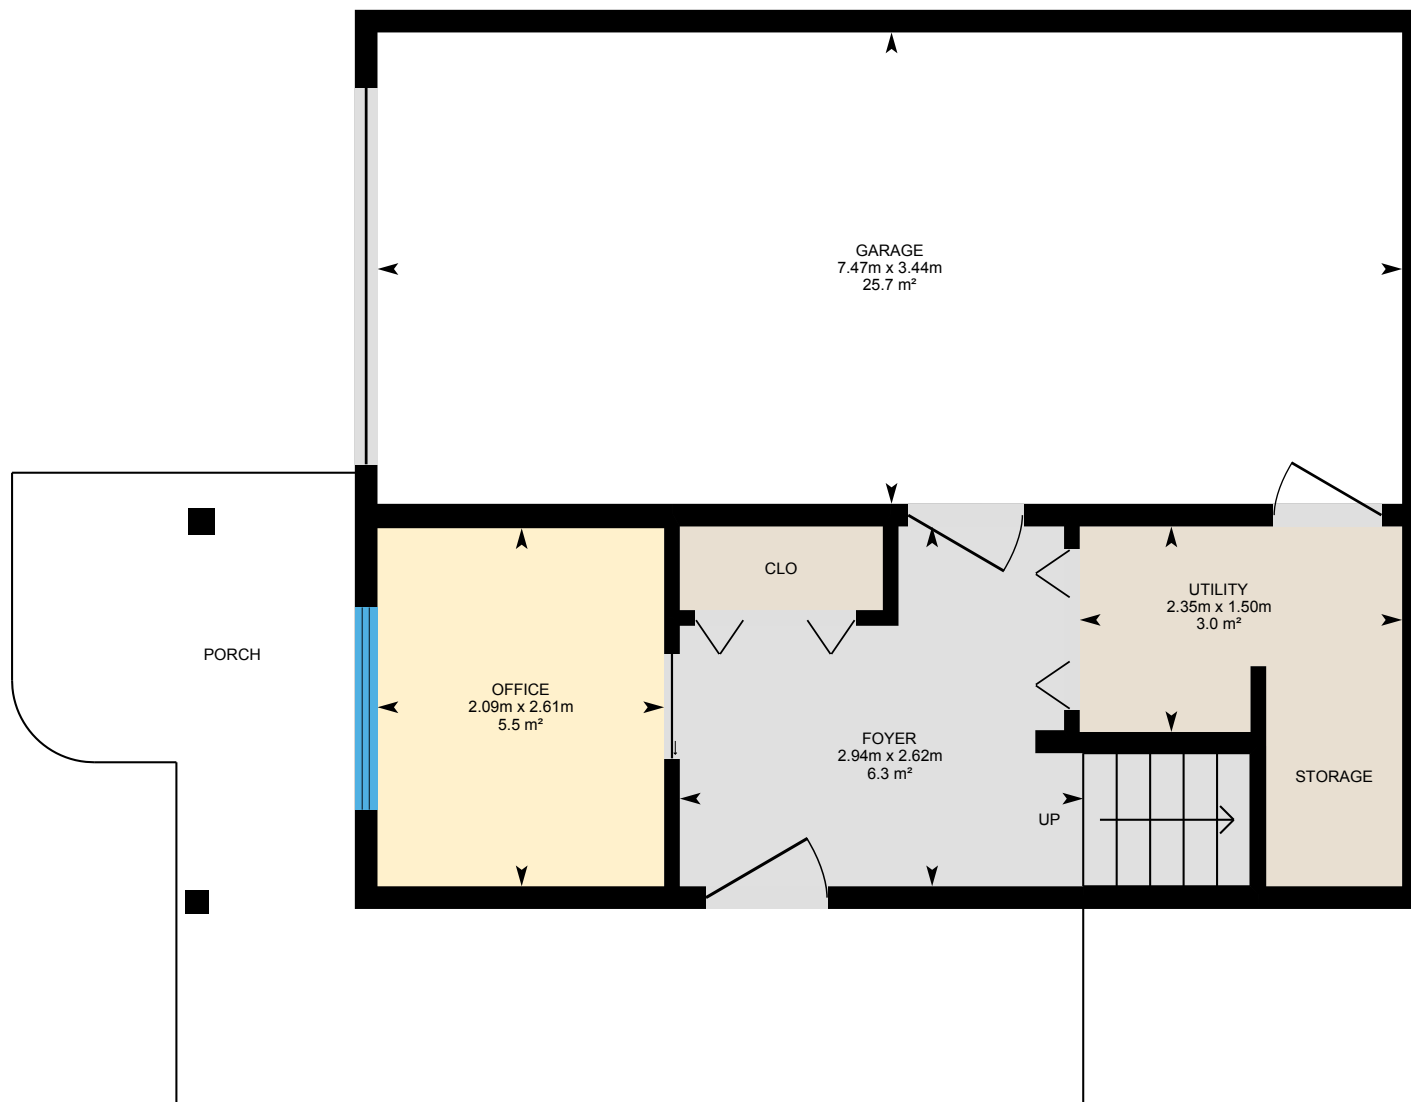 GARAGE
7.47m x 3.44m
25.7 m²
CLO
UTILITY
2.35m x 1.50m
3.0 m²
PORCH
OFFICE
2.09m x 2.61m
5.5 m²
FOYER
2.94m x 2.62m
6.3 m²
STORAGE
UP